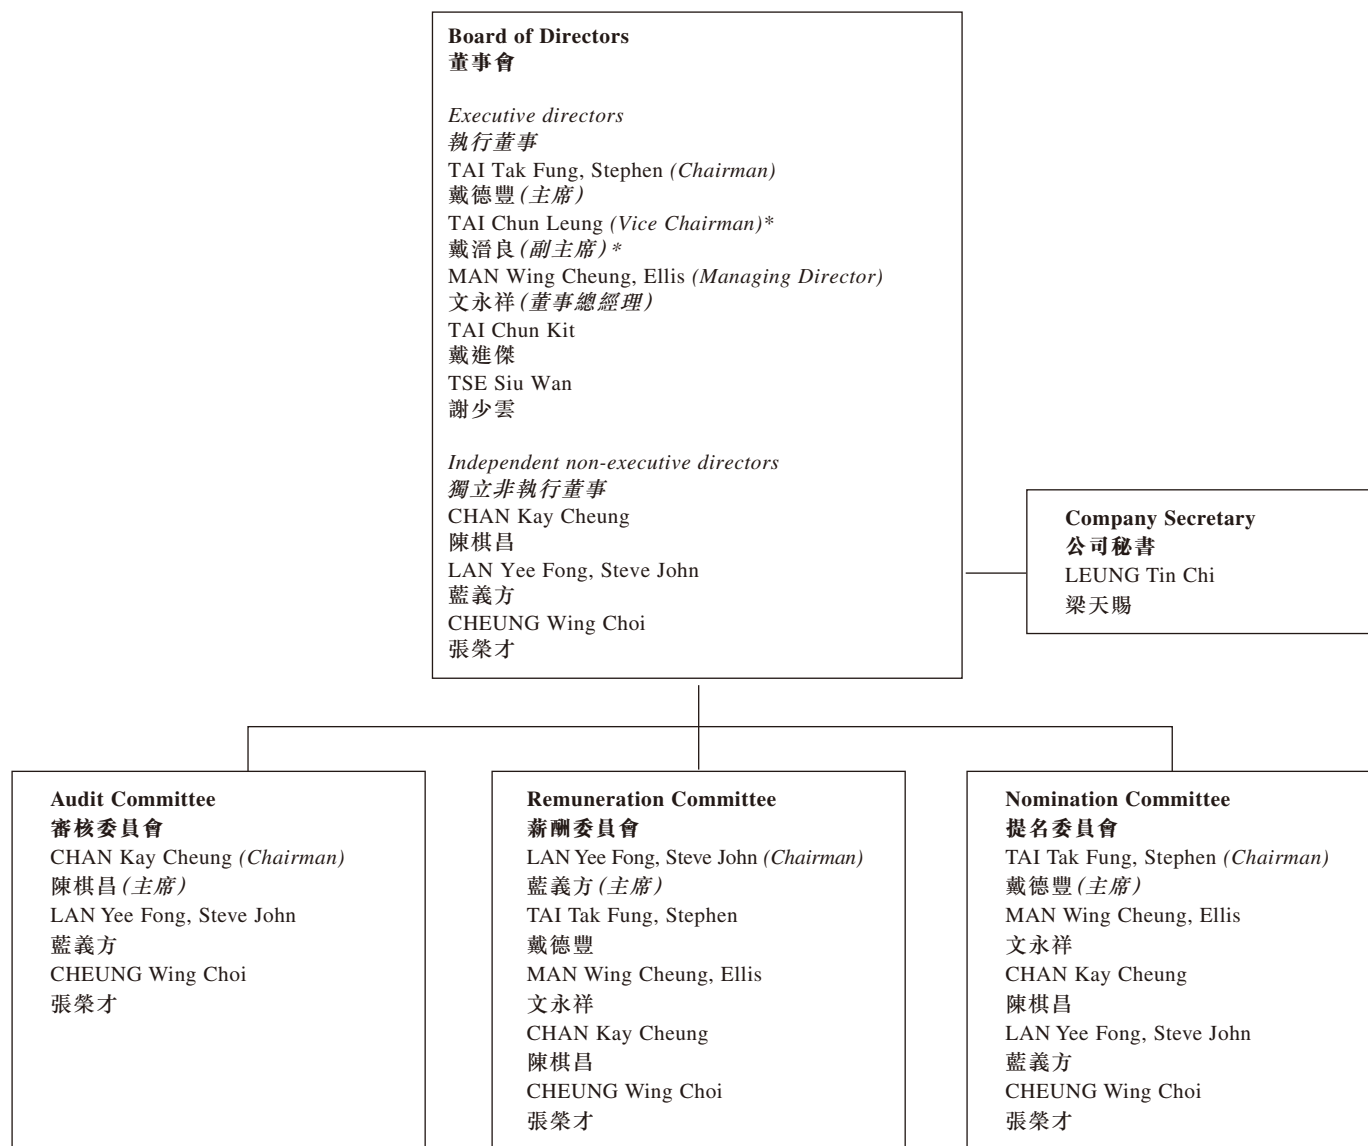 Board of Directors
董事會
Executive directors
執行董事
TAI Tak Fung, Stephen (Chairman)
戴德豐(主席)
TAI Chun Leung (Vice Chairman)*
戴溍良(副主席)*
MAN Wing Cheung, Ellis (Managing Director)
文永祥(董事總經理)
TAI Chun Kit
戴進傑
TSE Siu Wan
謝少雲
Independent non-executive directors
獨立非執行董事
CHAN Kay Cheung
陳棋昌
LAN Yee Fong, Steve John
藍義方
CHEUNG Wing Choi
張榮才
Company Secretary
公司秘書
LEUNG Tin Chi
梁天賜
Audit Committee
審核委員會
CHAN Kay Cheung (Chairman)
陳棋昌(主席)
LAN Yee Fong, Steve John
藍義方
CHEUNG Wing Choi
張榮才
Remuneration Committee
薪酬委員會
LAN Yee Fong, Steve John (Chairman)
藍義方(主席)
TAI Tak Fung, Stephen
戴德豐
MAN Wing Cheung, Ellis
文永祥
CHAN Kay Cheung
陳棋昌
CHEUNG Wing Choi
張榮才
Nomination Committee
提名委員會
TAI Tak Fung, Stephen (Chairman)
戴德豐(主席)
MAN Wing Cheung, Ellis
文永祥
CHAN Kay Cheung
陳棋昌
LAN Yee Fong, Steve John
藍義方
CHEUNG Wing Choi
張榮才